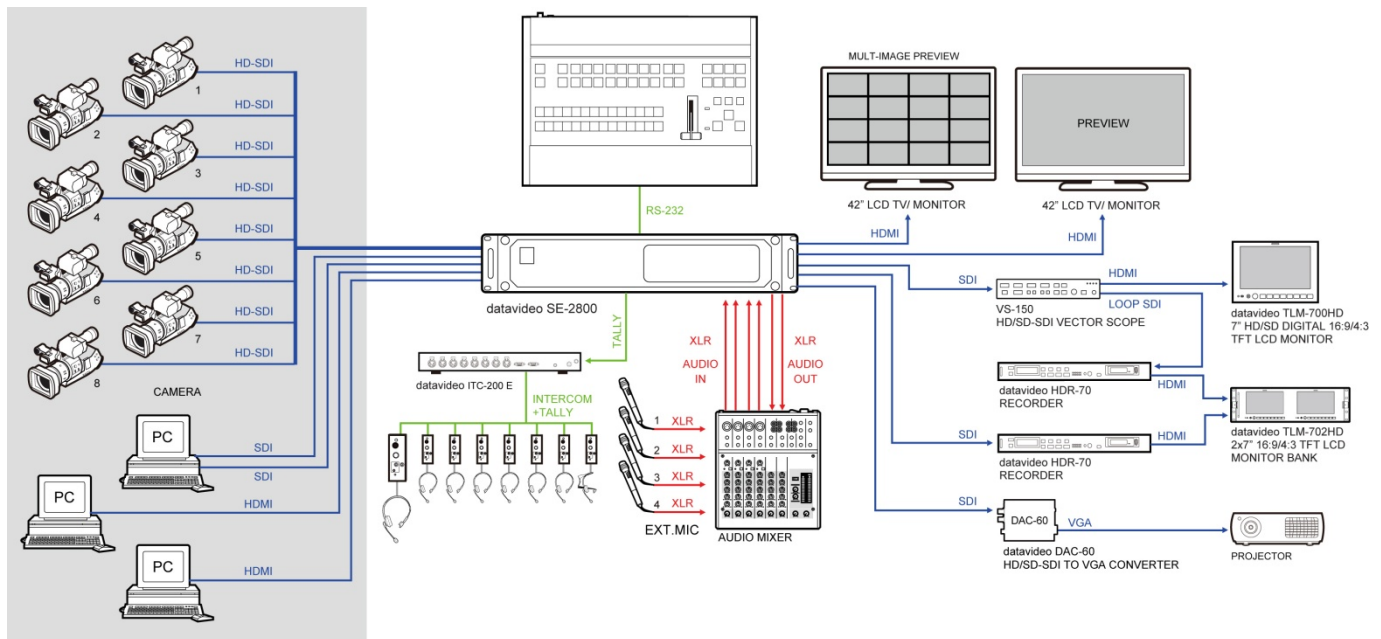 HD-SDI
1
HD-SDI
2
HD-SDI
3
HD-SDI
4
HD-SDI
5
HD-SDI
6
HD-SDI
7
HD-SDI
8
CAMERA
PC
SDI
SDI
PC
HDMI
PC
HDMI
RS-232
datavideo SE-2800
TALLY
datavideo ITC-200 E
INTERCOM
+TALLY
XLR
AUDIO
IN
XLR
AUDIO
OUT
1 XLR
2 XLR
3 XLR
4 XLR
EXT.MIC
AUDIO MIXER
MULT-IMAGE PREVIEW
42" LCD TV/ MONITOR
HDMI
PREVIEW
42" LCD TV/ MONITOR
HDMI
SDI
VS-150
HD/SD-SDI VECTOR SCOPE
HDMI
LOOP SDI
datavideo TLM-700HD
7" HD/SD DIGITAL 16:9/4:3
TFT LCD MONITOR
datavideo HDR-70
RECORDER
HDMI
SDI
datavideo HDR-70
RECORDER
HDMI
datavideo TLM-702HD
2x7" 16:9/4:3 TFT LCD
MONITOR BANK
SDI
DAC-60
VGA
datavideo DAC-60
HD/SD-SDI TO VGA CONVERTER
PROJECTOR